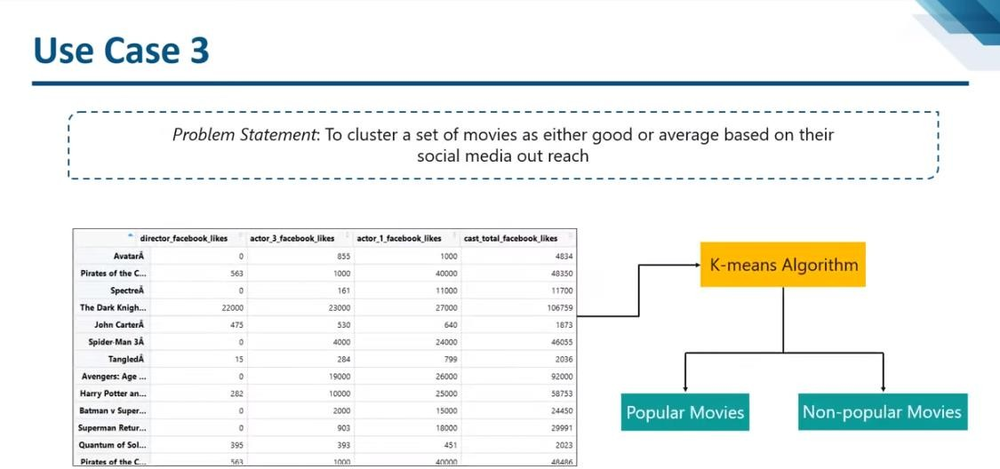 Use Case 3
Problem Statement: To cluster a set of movies as either good or average based on their
social media out reach
director_facebook_likes actor_3_facebook_likes actor_1_facebook_likes cast_total_facebook_likes
AvatarÂ 0 855 1000 4834
Pirates of the C... 563 1000 40000 48350
SpectreÂ 0 161 11000 11700
The Dark Knigh... 22000 23000 27000 106759
John CarterÂ 475 530 640 1873
Spider-Man 3Â 0 4000 24000 46055
TangledÂ 15 284 799 2036
Avengers: Age ... 0 19000 26000 92000
Harry Potter an... 282 10000 25000 58753
Batman v Super... 0 2000 15000 24450
Superman Retur... 0 903 18000 29991
Quantum of Sol... 395 393 451 2023
Pirates of the C... 563 1000 40000 48486
K-means Algorithm
Popular Movies
Non-popular Movies